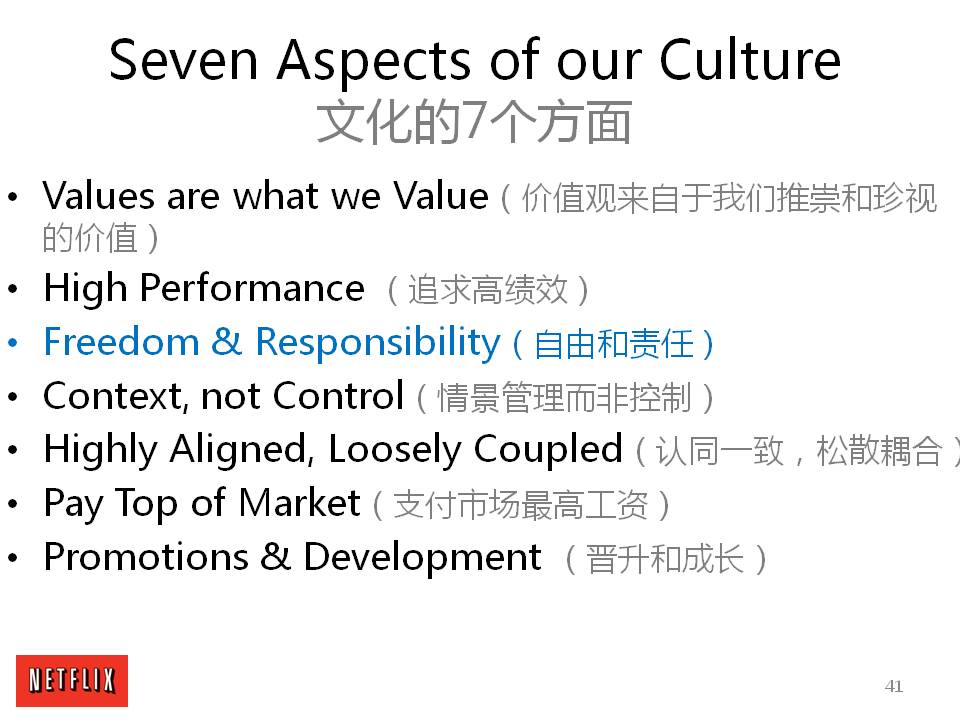 Seven Aspects of our Culture
文化的7个方面
• Values are what we Value（价值观来自于我们推崇和珍视
的价值）
• High Performance （追求高绩效）
• Freedom & Responsibility（自由和责任）
• Context, not Control（情景管理而非控制）
• Highly Aligned, Loosely Coupled（认同一致，松散耦合）
• Pay Top of Market（支付市场最高工资）
• Promotions & Development （晋升和成长）
NETFLIX
41